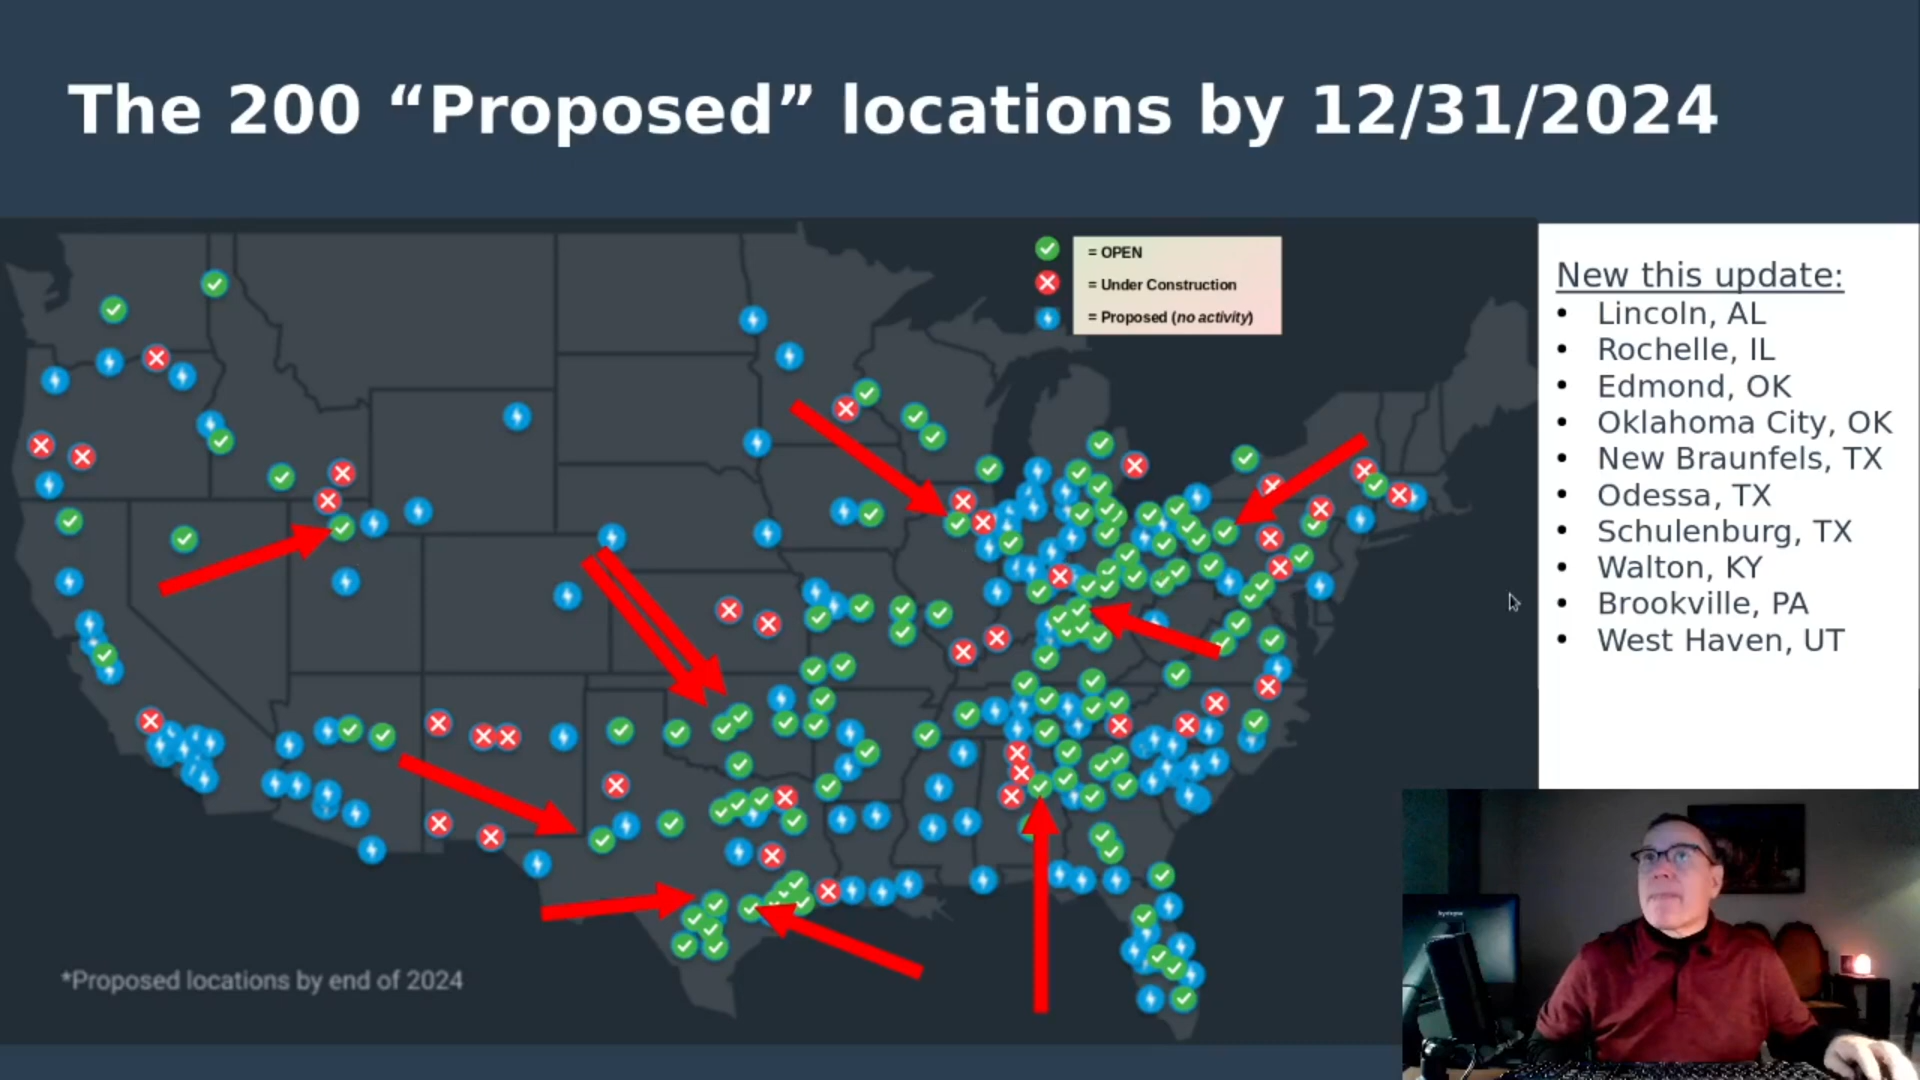 The 200 “Proposed” locations by 12/31/2024
= OPEN
= Under Construction
= Proposed (no activity)
New this update:
• Lincoln, AL
• Rochelle, IL
• Edmond, OK
• Oklahoma City, OK
• New Braunfels, TX
• Odessa, TX
• Schulenburg, TX
• Walton, KY
• Brookville, PA
• West Haven, UT
*Proposed locations by end of 2024